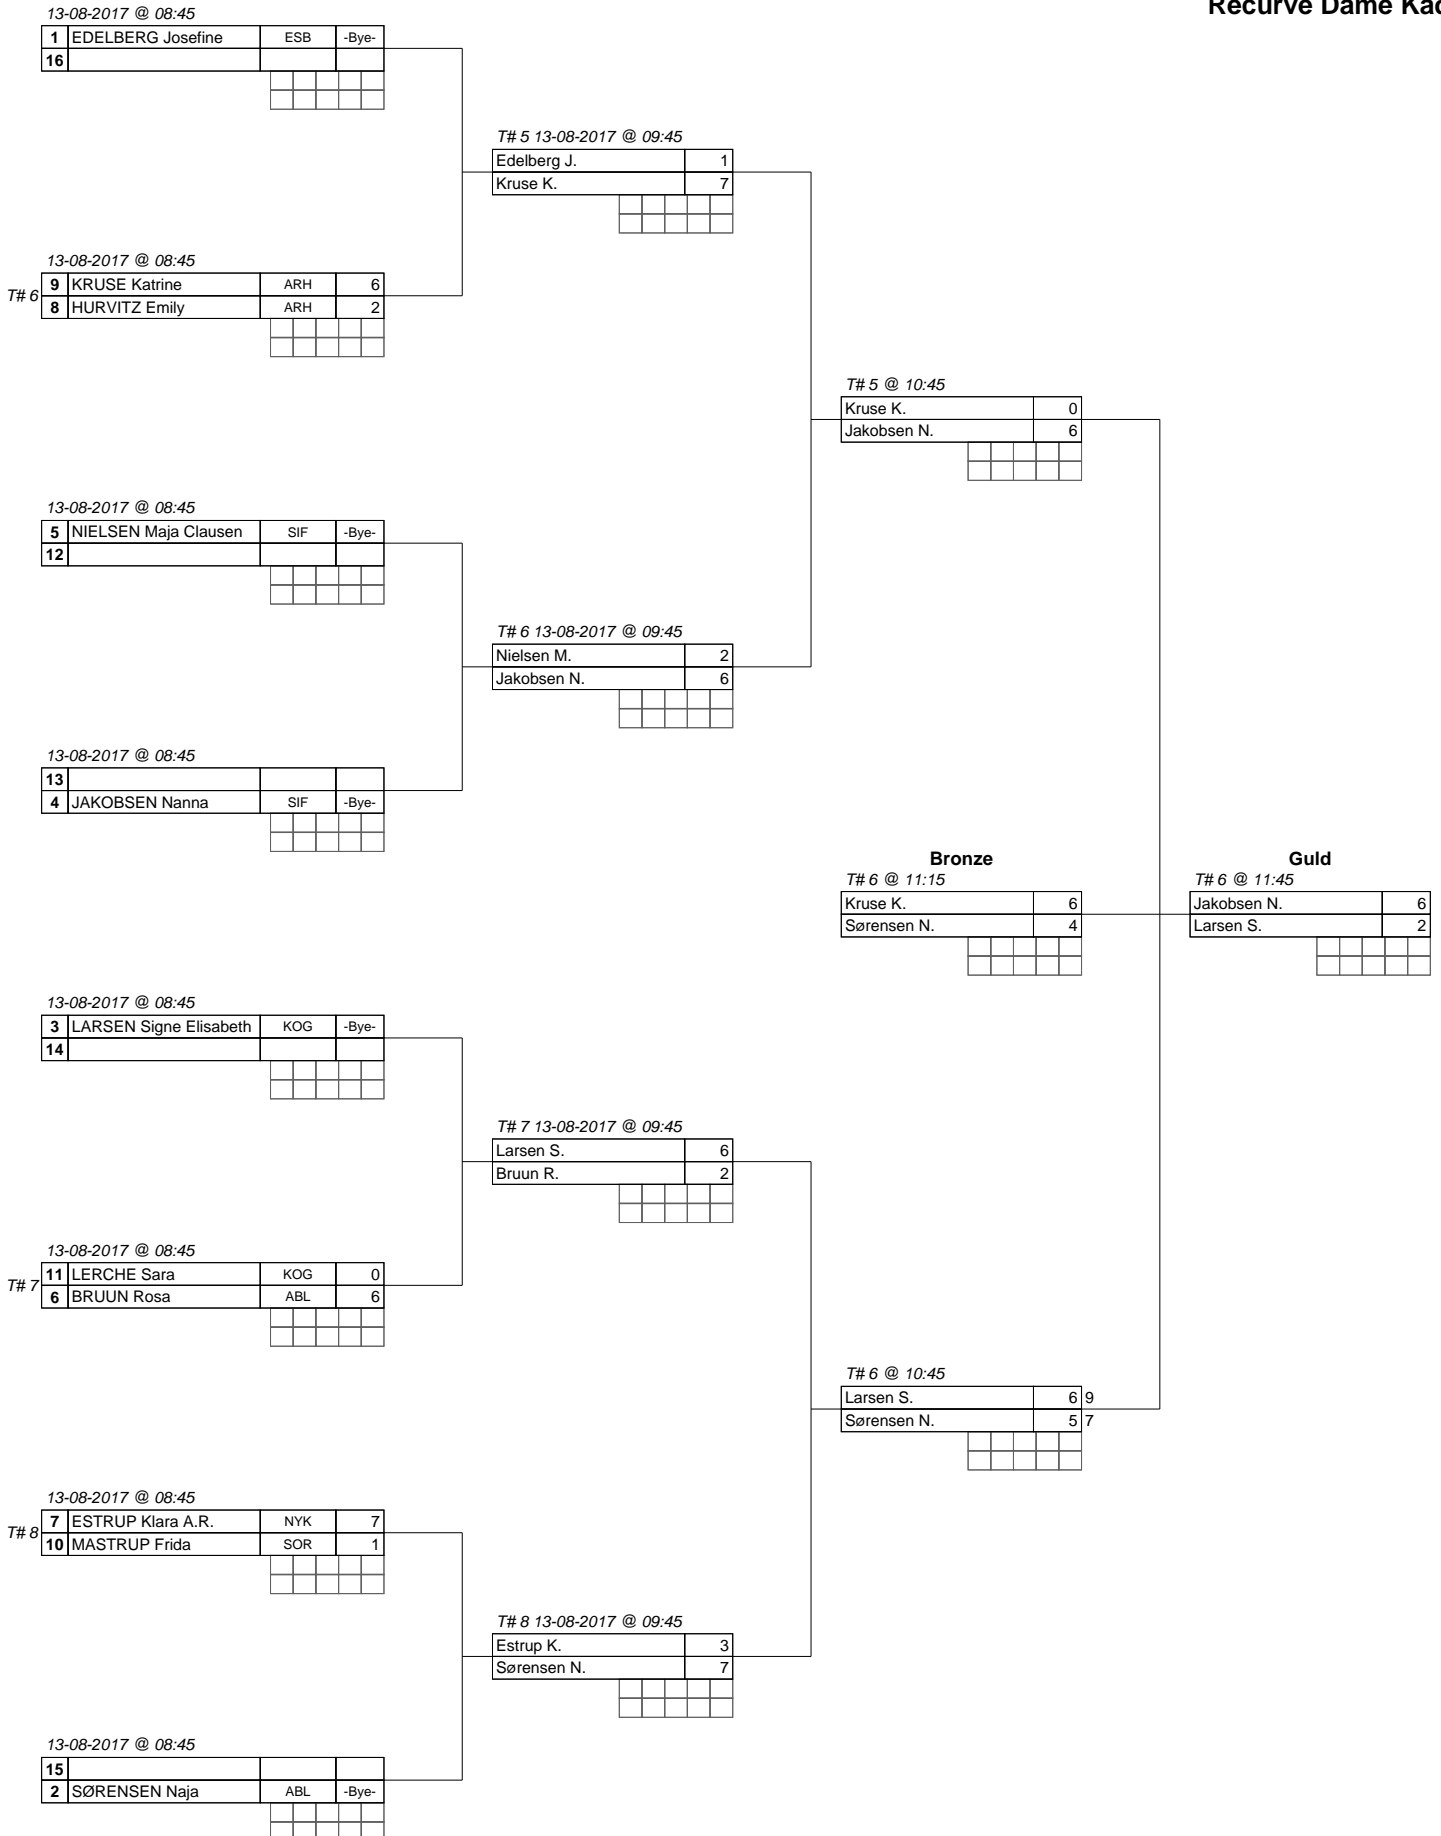 Recurve Dame
13-08-2017 @ 08:45
1 EDELBERG Josefine ESB -Bye-
16
T# 5 13-08-2017 @ 09:45
Edelberg J. 1
Kruse K. 7
13-08-2017 @ 08:45
T# 6
9 KRUSE Katrine ARH 6
8 HURVITZ Emily ARH 2
T# 5 @ 10:45
Kruse K. 0
Jakobsen N. 6
13-08-2017 @ 08:45
5 NIELSEN Maja Clausen SIF -Bye-
12
T# 6 13-08-2017 @ 09:45
Nielsen M. 2
Jakobsen N. 6
13-08-2017 @ 08:45
13
4 JAKOBSEN Nanna SIF -Bye-
Bronze
T# 6 @ 11:15
Kruse K. 6
Sørensen N. 4
Guld
T# 6 @ 11:45
Jakobsen N. 6
Larsen S. 2
13-08-2017 @ 08:45
3 LARSEN Signe Elisabeth KOG -Bye-
14
T# 7 13-08-2017 @ 09:45
Larsen S. 6
Bruun R. 2
13-08-2017 @ 08:45
T# 7
11 LERCHE Sara KOG 0
6 BRUUN Rosa ABL 6
T# 6 @ 10:45
Larsen S. 6 9
Sørensen N. 5 7
13-08-2017 @ 08:45
T# 8
7 ESTRUP Klara A.R. NYK 7
10 MASTRUP Frida SOR 1
T# 8 13-08-2017 @ 09:45
Estrup K. 3
Sørensen N. 7
13-08-2017 @ 08:45
15
2 SØRENSEN Naja ABL -Bye-